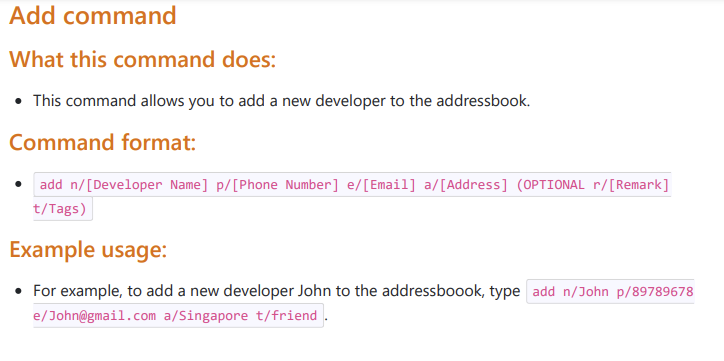 Add command
What this command does:
This command allows you to add a new developer to the addressbook.
Command format:
add n/[Developer Name] p/[Phone Number] e/[Email] a/[Address] (OPTIONAL r/[Remark]
t/Tags)
Example usage:
For example, to add a new developer John to the addressboook, type add n/John p/89789678
e/John@gmail.com a/Singapore t/friend.